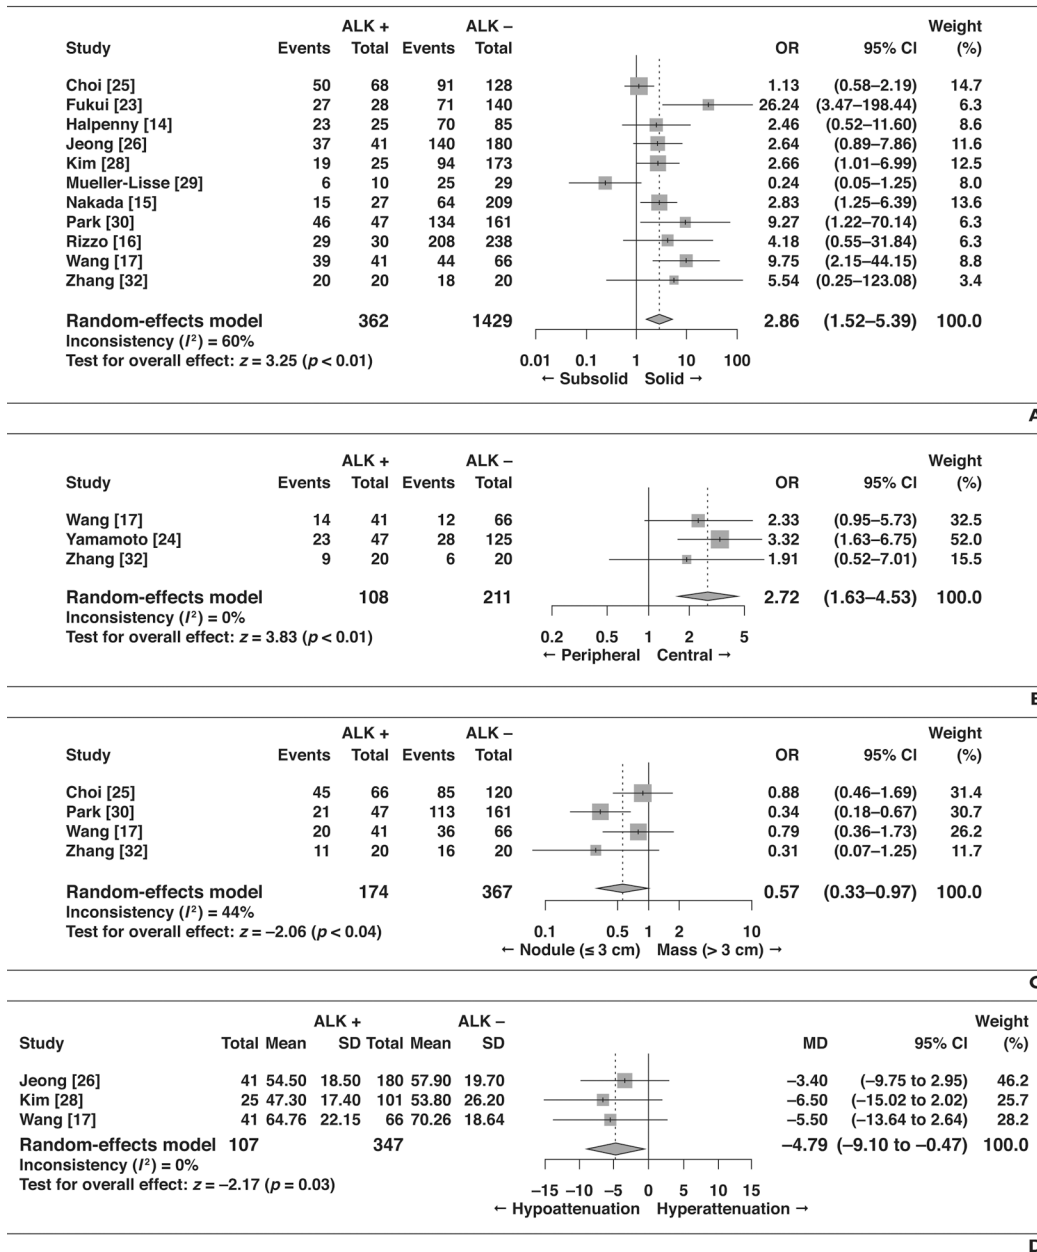 ALK + ALK – Weight
Study Events Total Events Total OR 95% CI (%)
Choi [25] 50 68 91 128 1.13 (0.58–2.19) 14.7
Fukui [23] 27 28 71 140 26.24 (3.47–198.44) 6.3
Halpenny [14] 23 25 70 85 2.46 (0.52–11.60) 8.6
Jeong [26] 37 41 140 180 2.64 (0.89–7.86) 11.6
Kim [28] 19 25 94 173 2.66 (1.01–6.99) 12.5
Mueller-Lisse [29] 6 10 25 29 0.24 (0.05–1.25) 8.0
Nakada [15] 15 27 64 209 2.83 (1.25–6.39) 13.6
Park [30] 46 47 134 161 9.27 (1.22–70.14) 6.3
Rizzo [16] 29 30 208 238 4.18 (0.55–31.84) 6.3
Wang [17] 39 41 44 66 9.75 (2.15–44.15) 8.8
Zhang [32] 20 20 18 20 5.54 (0.25–123.08) 3.4
Random-effects model 362 1429 2.86 (1.52–5.39) 100.0
Inconsistency (I²) = 60%
Test for overall effect: z = 3.25 (p < 0.01)
0.01 0.1 1 10 100
← Subsolid Solid →
A
ALK + ALK – Weight
Study Events Total Events Total OR 95% CI (%)
Wang [17] 14 41 12 66 2.33 (0.95–5.73) 32.5
Yamamoto [24] 23 47 28 125 3.32 (1.63–6.75) 52.0
Zhang [32] 9 20 6 20 1.91 (0.52–7.01) 15.5
Random-effects model 108 211 2.72 (1.63–4.53) 100.0
Inconsistency (I²) = 0%
Test for overall effect: z = 3.83 (p < 0.01)
0.2 0.5 1 2 5
← Peripheral Central →
ALK + ALK – Weight
Study Events Total Events Total OR 95% CI (%)
Choi [25] 45 66 85 120 0.88 (0.46–1.69) 31.4
Park [30] 21 47 113 161 0.34 (0.18–0.67) 30.7
Wang [17] 20 41 36 66 0.79 (0.36–1.73) 26.2
Zhang [32] 11 20 16 20 0.31 (0.07–1.25) 11.7
Random-effects model 174 367 0.57 (0.33–0.97) 100.0
Inconsistency (I²) = 44%
Test for overall effect: z = –2.06 (p < 0.04)
0.1 0.5 1 2 10
← Nodule (≤ 3 cm) Mass (> 3 cm) →
ALK + ALK – Weight
Study Total Mean SD Total Mean SD MD 95% CI (%)
Jeong [26] 41 54.50 18.50 180 57.90 19.70 –3.40 (–9.75 to 2.95) 46.2
Kim [28] 25 47.30 17.40 101 53.80 26.20 –6.50 (–15.02 to 2.02) 25.7
Wang [17] 41 64.76 22.15 66 70.26 18.64 –5.50 (–13.64 to 2.64) 28.2
Random-effects model 107 347 –4.79 (–9.10 to –0.47) 100.0
Inconsistency (I²) = 0%
Test for overall effect: z = –2.17 (p = 0.03)
–15 –10 –5 0 5 10 15
← Hypoattenuation Hyperattenuation →